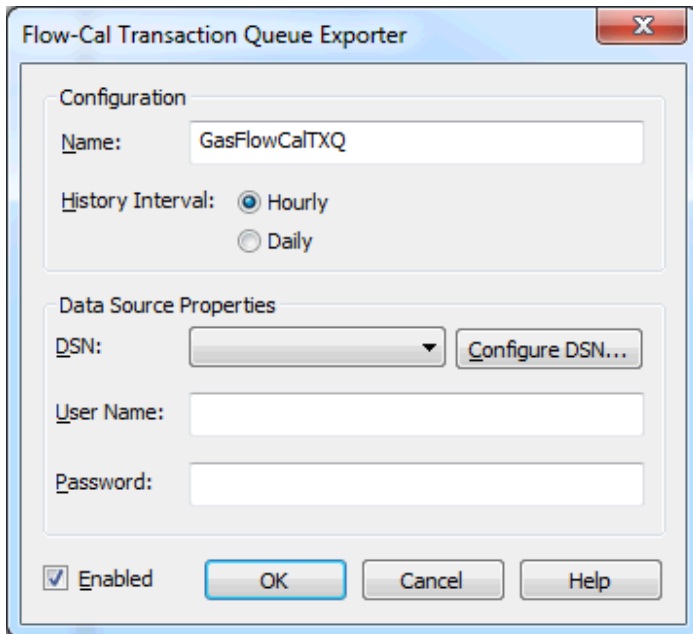 Flow-Cal Transaction Queue Exporter
X
Configuration
Name: GasFlowCalTXQ
History Interval: Hourly
Daily
Data Source Properties
DSN: Configure DSN...
User Name:
Password:
Enabled OK Cancel Help